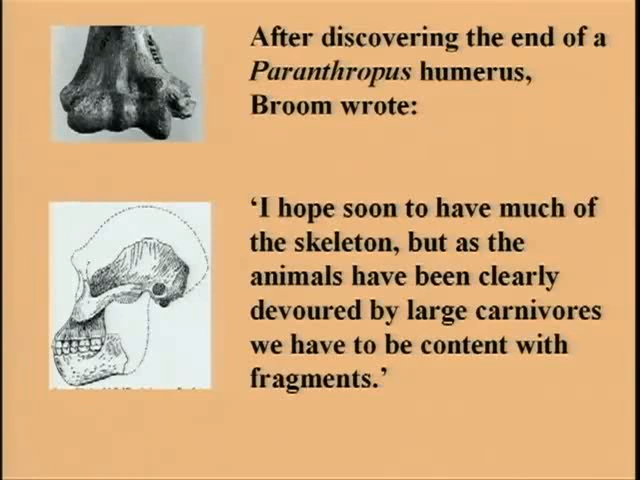 After discovering the end of a
Paranthropus humerus,
Broom wrote:
‘I hope soon to have much of
the skeleton, but as the
animals have been clearly
devoured by large carnivores
we have to be content with
fragments.’